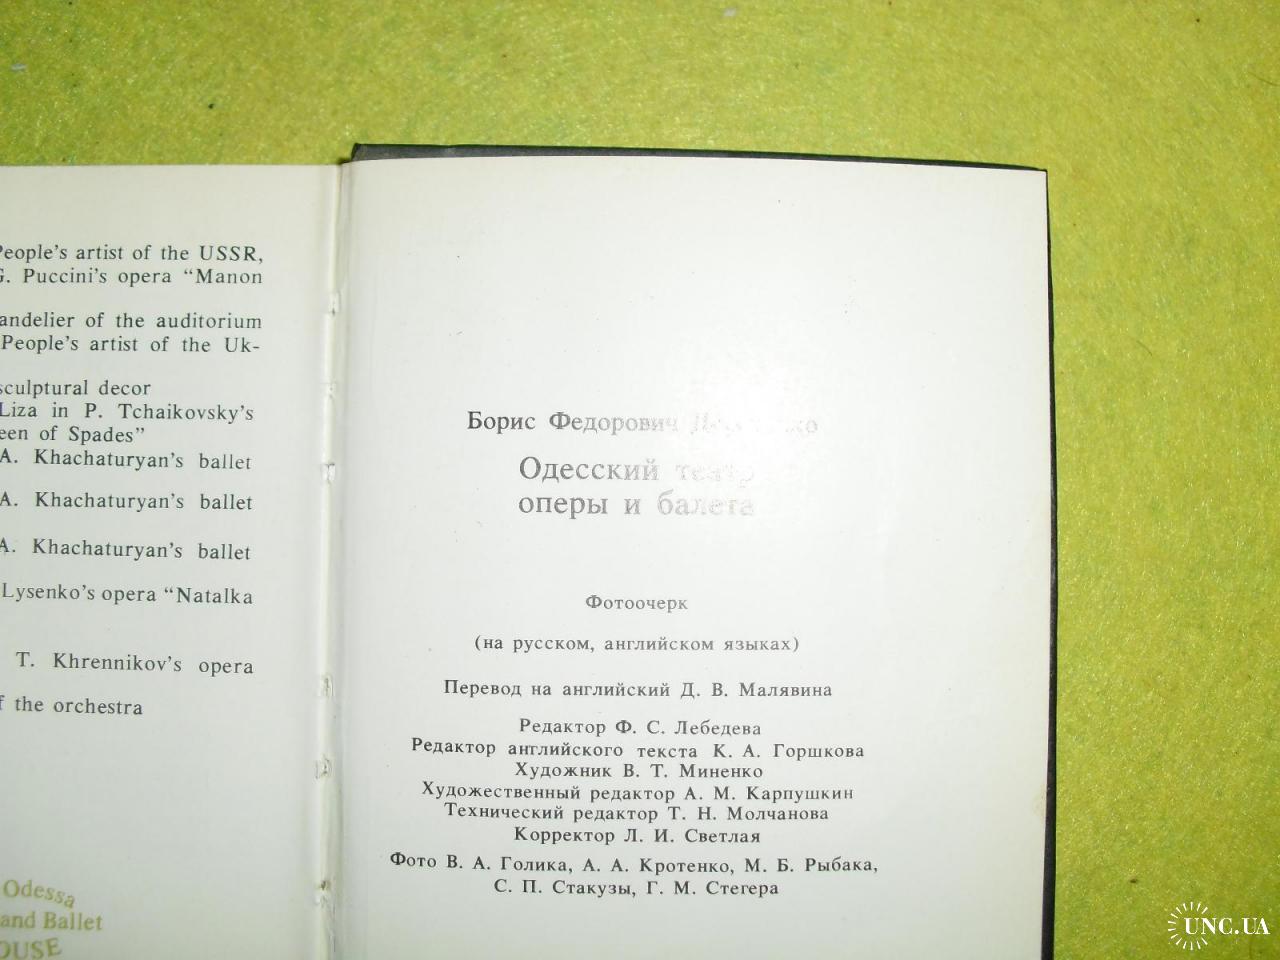 People's artist of the USSR,
G. Puccini's opera “Manon
andelier of the auditorium
People's artist of the Uk-
sculptural decor
Liza in P. Tchaikovsky's
een of Spades”
A. Khachaturyan's ballet
A. Khachaturyan's ballet
A. Khachaturyan's ballet
Lysenko's opera “Natalka
T. Khrennikov's opera
f the orchestra
Odessa
and Ballet
OUSE
Борис Федорович
Одесский театр
оперы и балета
Фотоочерк
(на русском, английском языках)
Перевод на английский Д. В. Малявина
Редактор Ф. С. Лебедева
Редактор английского текста К. А. Горшкова
Художник В. Т. Миненко
Художественный редактор А. М. Карпушкин
Технический редактор Т. Н. Молчанова
Корректор Л. И. Светлая
Фото В. А. Голика, А. А. Кротенко, М. Б. Рыбака,
С. П. Стакузы, Г. М. Стегера
UNC.UA